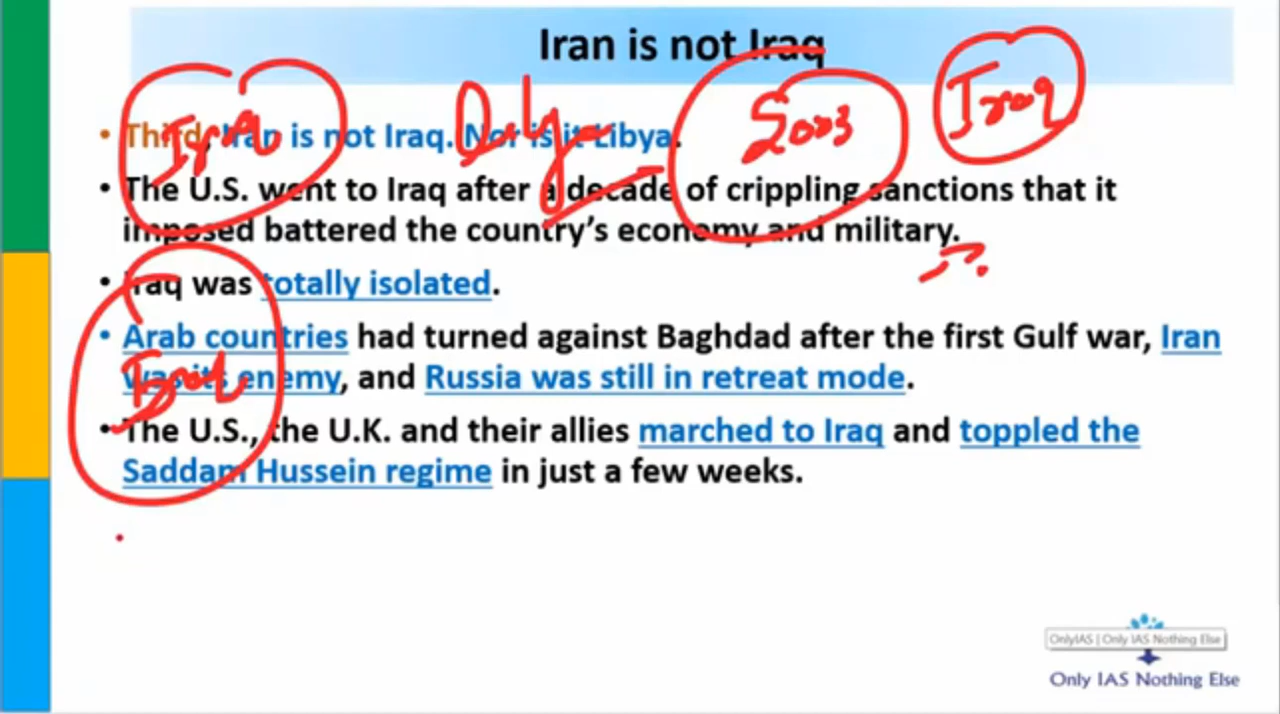 Iran is not Iraq
• Third, Iran is not Iraq. Nor is it Libya.
• The U.S. went to Iraq after a decade of crippling sanctions that it
imposed battered the country's economy and military.
• Iraq was totally isolated.
• Arab countries had turned against Baghdad after the first Gulf war, Iran
was its enemy, and Russia was still in retreat mode.
• The U.S., the U.K. and their allies marched to Iraq and toppled the
Saddam Hussein regime in just a few weeks.
Iraq
2003
Iraq
OnlyIAS | Only IAS Nothing Else
Only IAS Nothing Else